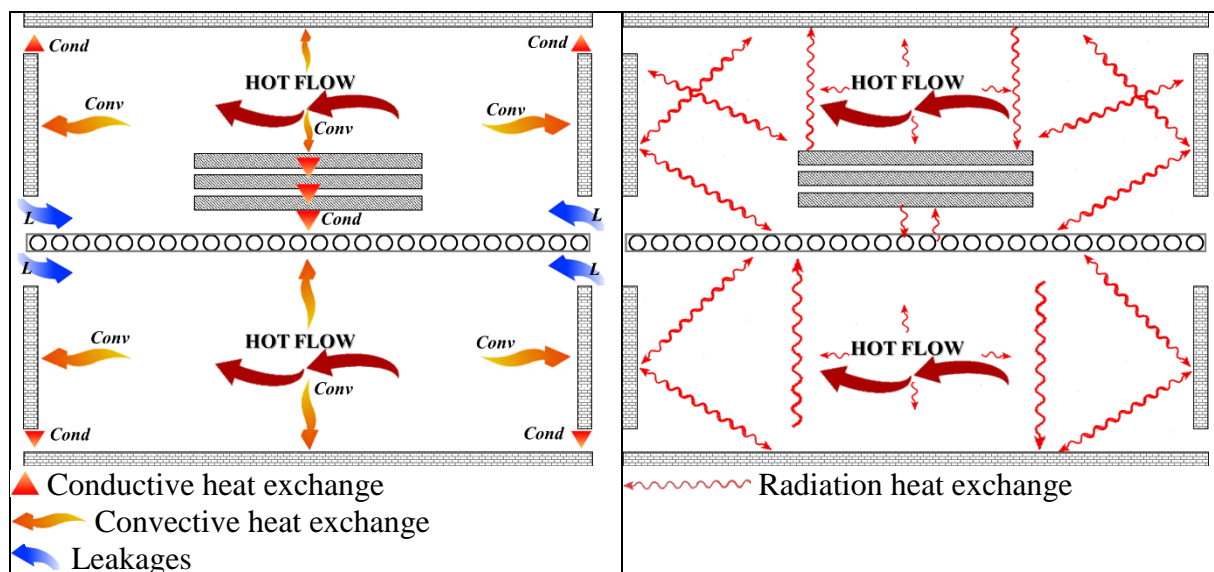 Cond
Cond
HOT FLOW
Conv
Conv
Conv
Cond
L
L
L
L
Conv
HOT FLOW
Conv
Conv
Cond
Cond
Conductive heat exchange
Convective heat exchange
Leakages
HOT FLOW
HOT FLOW
Radiation heat exchange